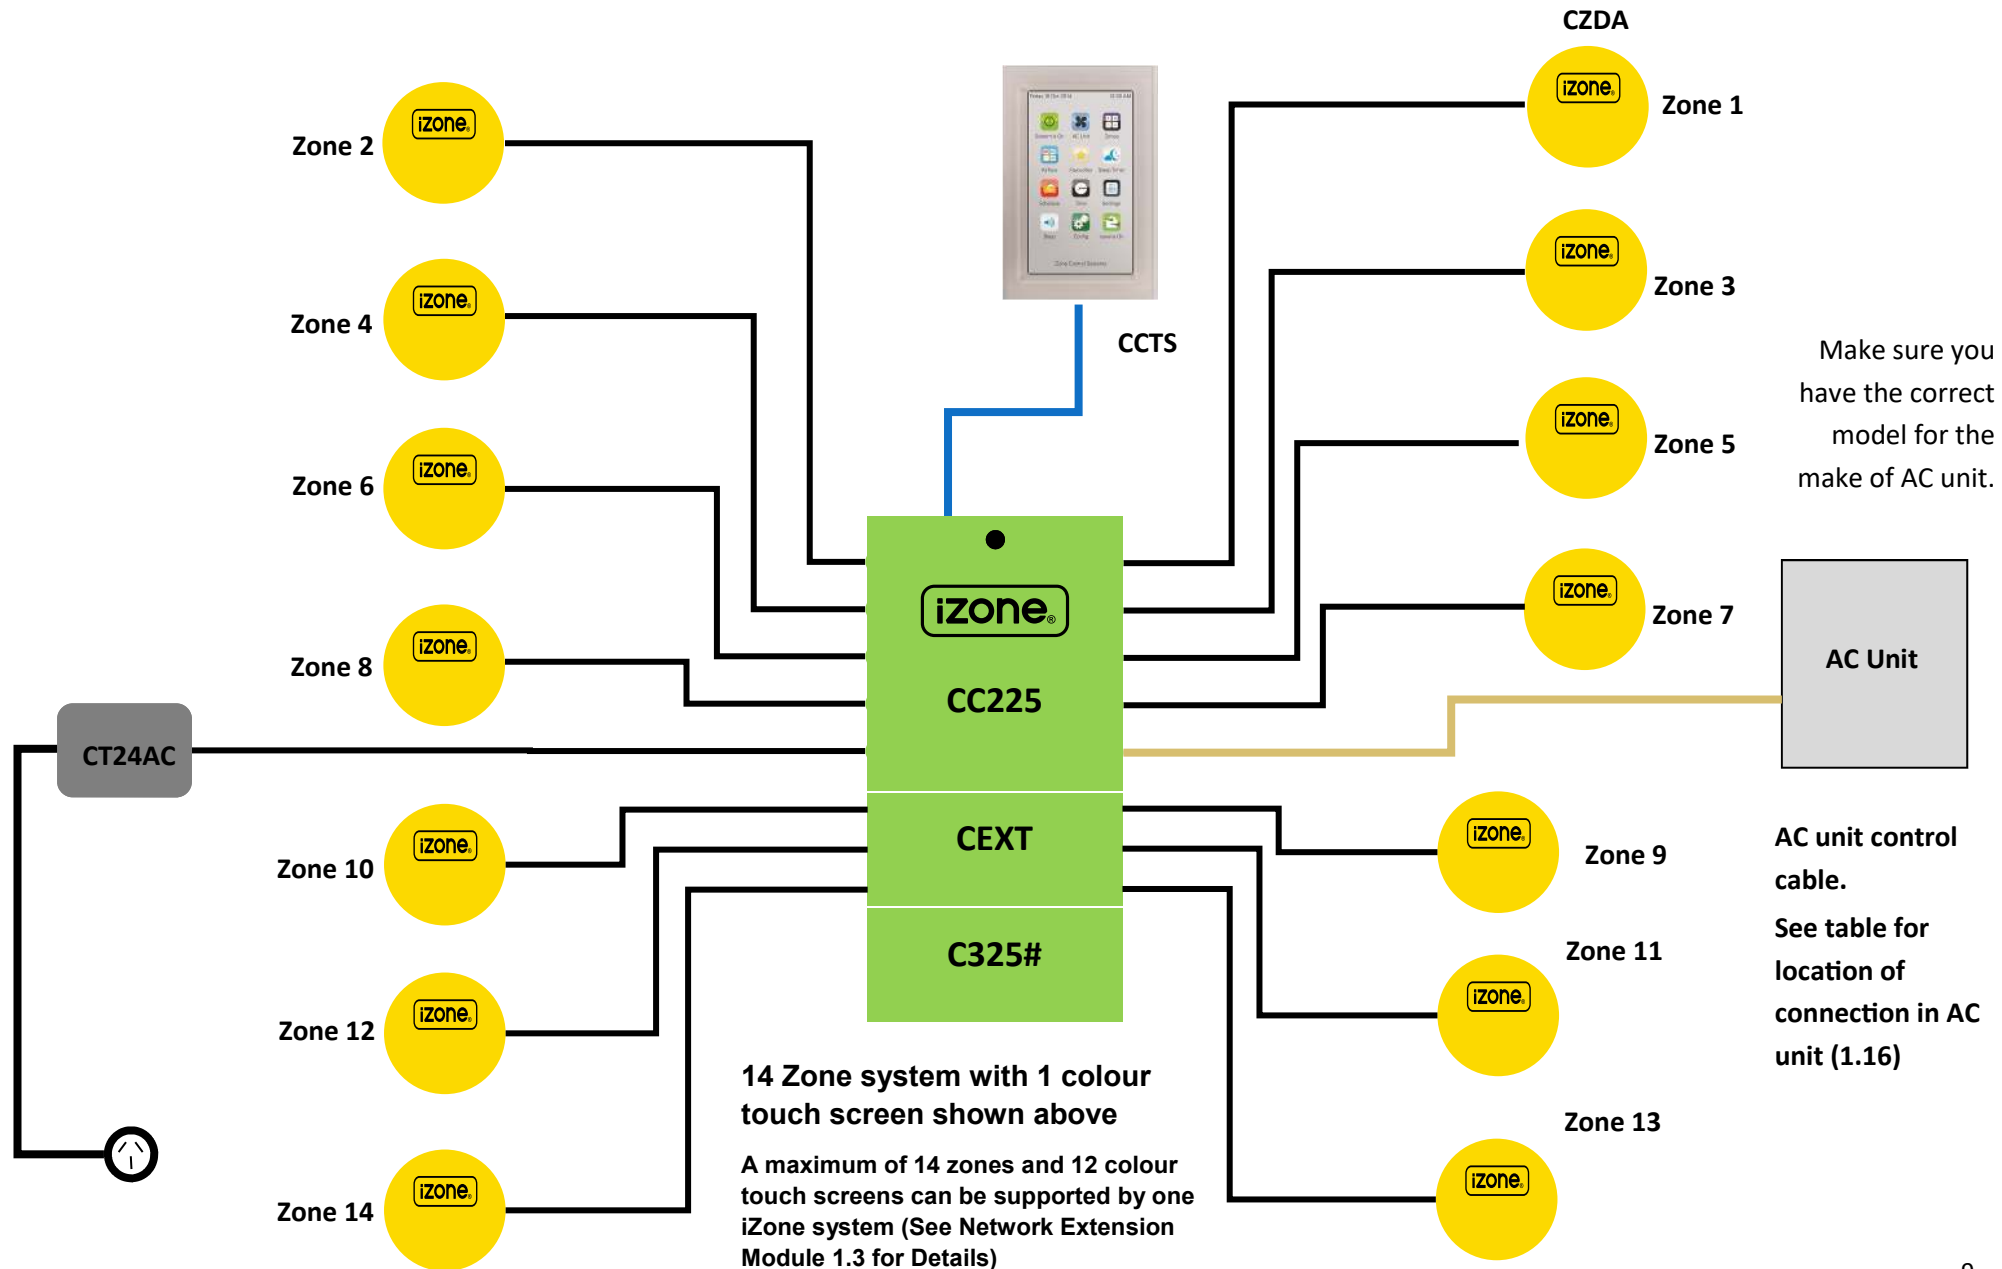 CZDA
iZone®
Zone 1
iZone®
Zone 2
iZone®
Zone 3
iZone®
Zone 4
CCTS
Make sure you
have the correct
model for the
make of AC unit.
iZone®
Zone 5
iZone®
Zone 6
iZone®
Zone 7
iZone®
Zone 8
iZone®
CC225
AC Unit
CT24AC
CEXT
C325#
iZone®
Zone 9
iZone®
Zone 10
iZone®
Zone 11
iZone®
Zone 12
iZone®
Zone 13
iZone®
Zone 14
AC unit control
cable.
See table for
location of
connection in AC
unit (1.16)
14 Zone system with 1 colour
touch screen shown above
A maximum of 14 zones and 12 colour
touch screens can be supported by one
iZone system (See Network Extension
Module 1.3 for Details)